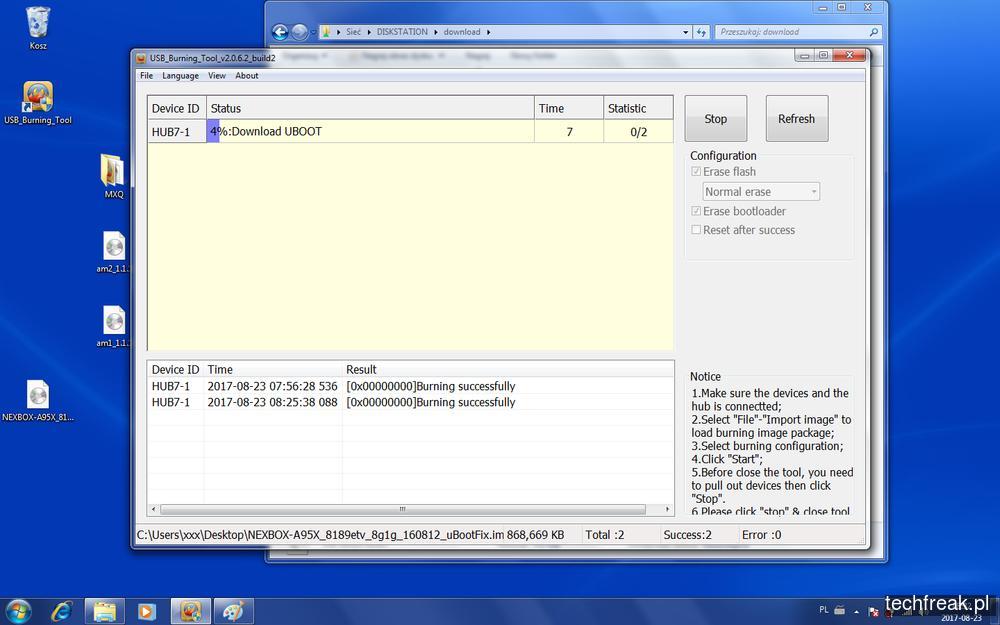 Kosz
USB_Burning_Tool
MXQ
am2_1.1.
am1_1.1.
NEXBOX-A95X_81...
Sieć
DISKSTATION
download
Przeszukaj: download
USB_Burning_Tool_v2.0.6.2_build2
File Language View About
Device ID Status Time Statistic
HUB7-1 4%:Download UBOOT 7 0/2
Stop
Refresh
Configuration
Erase flash
Normal erase
Erase bootloader
Reset after success
Device ID Time Result
HUB7-1 2017-08-23 07:56:28 536 [0x00000000]Burning successfully
HUB7-1 2017-08-23 08:25:38 088 [0x00000000]Burning successfully
Notice
1.Make sure the devices and the
hub is connectted;
2.Select "File"-"Import image" to
load burning image package;
3.Select burning configuration;
4.Click "Start";
5.Before close the tool, you need
to pull out devices then click
"Stop".
6.Please click "stop" & close tool
C:\Users\xxx\Desktop\NEXBOX-A95X_8189etv_8g1g_160812_uBootFix.im 868,669 KB Total :2 Success:2 Error :0
PL
techfreak.pl
2017-08-23